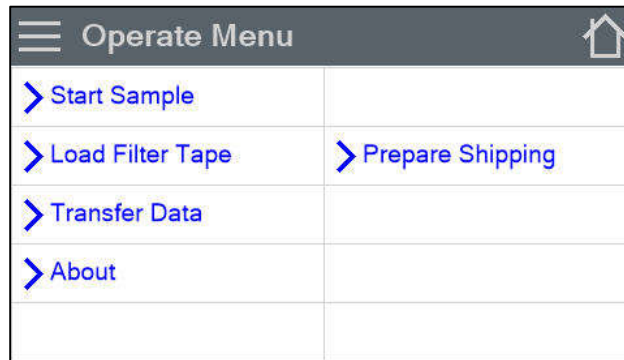 Operate Menu
Start Sample
Load Filter Tape
Prepare Shipping
Transfer Data
About